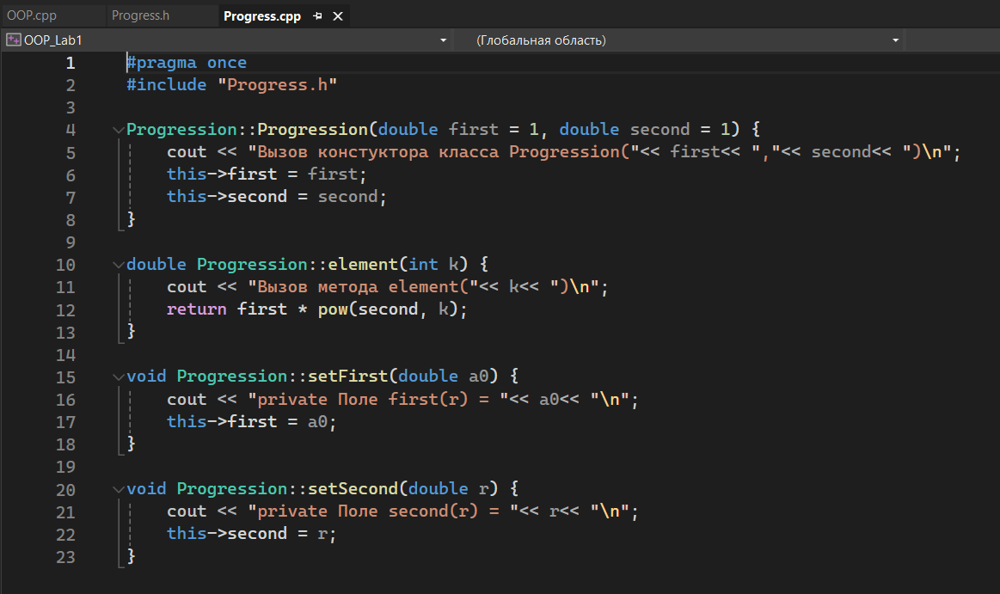 OOP.cpp Progress.h Progress.cpp
OOP_Lab1 (Глобальная область)
1 #pragma once
2 #include "Progress.h"
3
4 Progression::Progression(double first = 1, double second = 1) {
5 cout << "Вызов констуктора класса Progression("<< first<< ","<< second<< ")\n";
6 this->first = first;
7 this->second = second;
8 }
9
10 double Progression::element(int k) {
11 cout << "Вызов метода element("<< k<< ")\n";
12 return first * pow(second, k);
13 }
14
15 void Progression::setFirst(double a0) {
16 cout << "private Поле first(r) = "<< a0<< "\n";
17 this->first = a0;
18 }
19
20 void Progression::setSecond(double r) {
21 cout << "private Поле second(r) = "<< r<< "\n";
22 this->second = r;
23 }